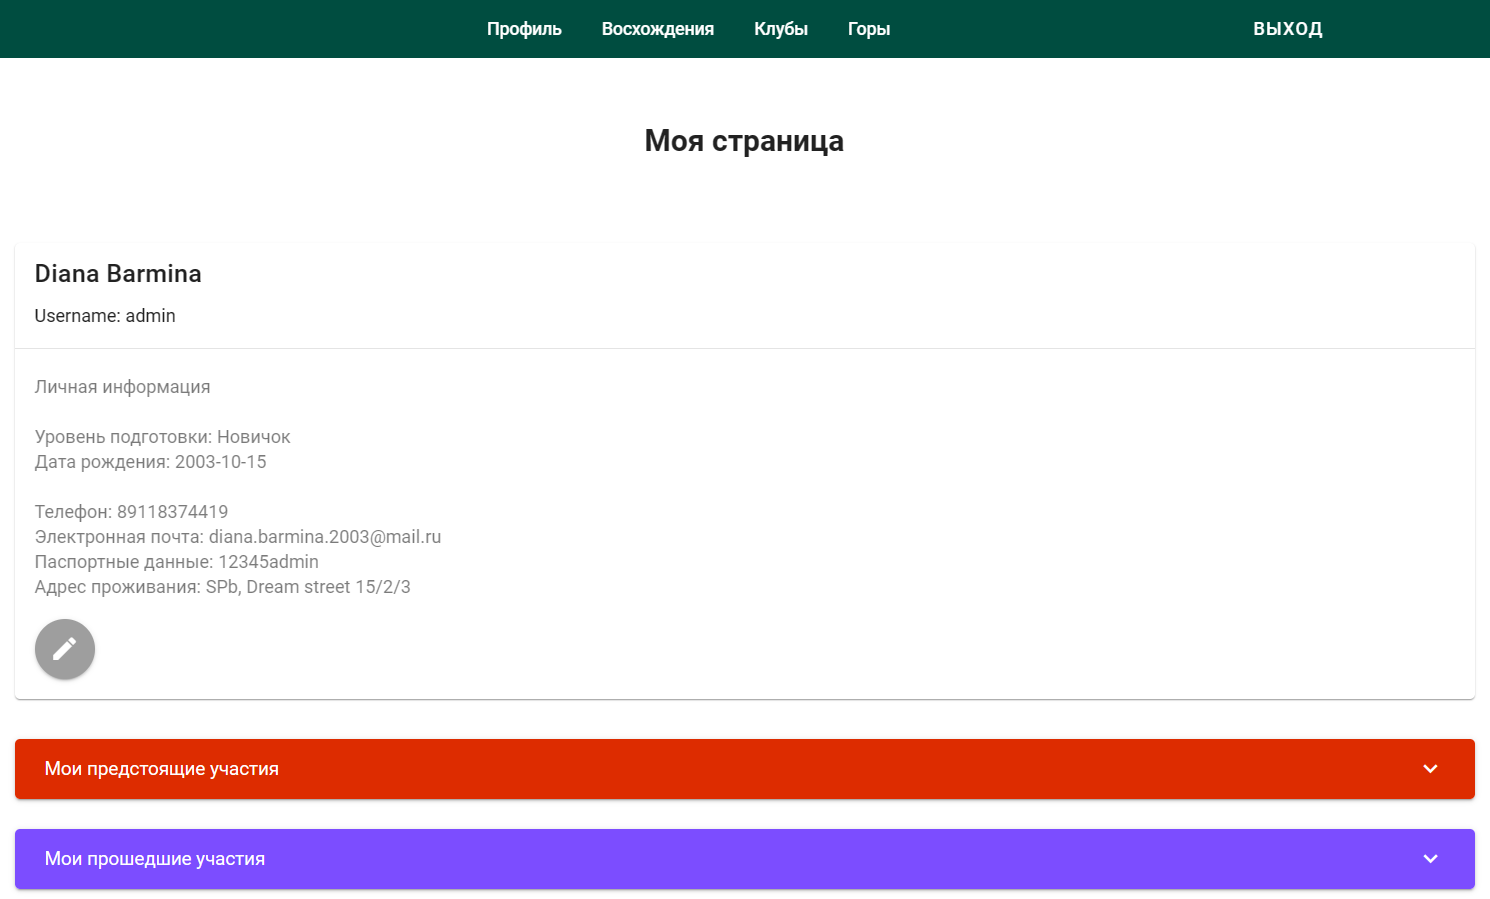 Профиль Восхождения Клубы Горы ВЫХОД
Моя страница
Diana Barmina
Username: admin
Личная информация
Уровень подготовки: Новичок
Дата рождения: 2003-10-15
Телефон: 89118374419
Электронная почта: diana.barmina.2003@mail.ru
Паспортные данные: 12345admin
Адрес проживания: SPb, Dream street 15/2/3
Мои предстоящие участия
Мои прошедшие участия